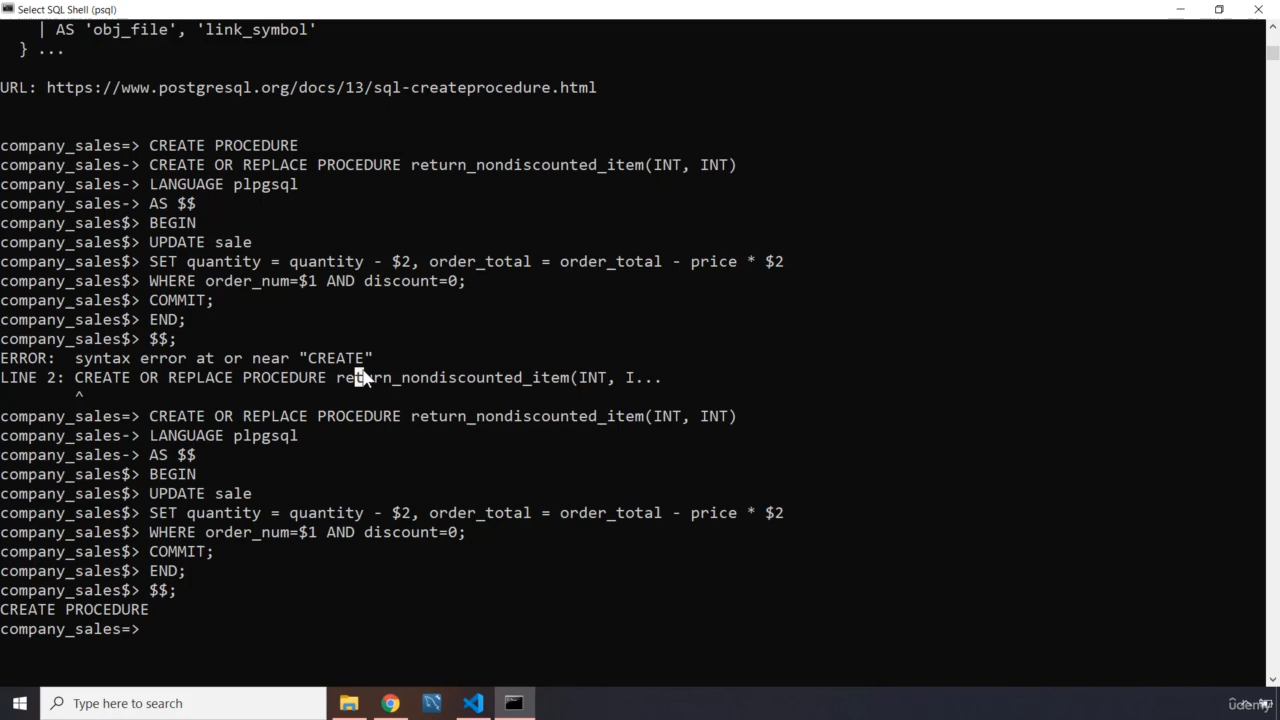 Select SQL Shell (psql)
| AS 'obj_file', 'link_symbol'
} ...
URL: https://www.postgresql.org/docs/13/sql-createprocedure.html
company_sales=> CREATE PROCEDURE
company_sales-> CREATE OR REPLACE PROCEDURE return_nondiscounted_item(INT, INT)
company_sales-> LANGUAGE plpgsql
company_sales-> AS $$
company_sales$> BEGIN
company_sales$> UPDATE sale
company_sales$> SET quantity = quantity - $2, order_total = order_total - price * $2
company_sales$> WHERE order_num=$1 AND discount=0;
company_sales$> COMMIT;
company_sales$> END;
company_sales$> $$;
ERROR:  syntax error at or near "CREATE"
LINE 2: CREATE OR REPLACE PROCEDURE return_nondiscounted_item(INT, I...
^
company_sales=> CREATE OR REPLACE PROCEDURE return_nondiscounted_item(INT, INT)
company_sales-> LANGUAGE plpgsql
company_sales-> AS $$
company_sales$> BEGIN
company_sales$> UPDATE sale
company_sales$> SET quantity = quantity - $2, order_total = order_total - price * $2
company_sales$> WHERE order_num=$1 AND discount=0;
company_sales$> COMMIT;
company_sales$> END;
company_sales$> $$;
CREATE PROCEDURE
company_sales=>
Type here to search
udemy